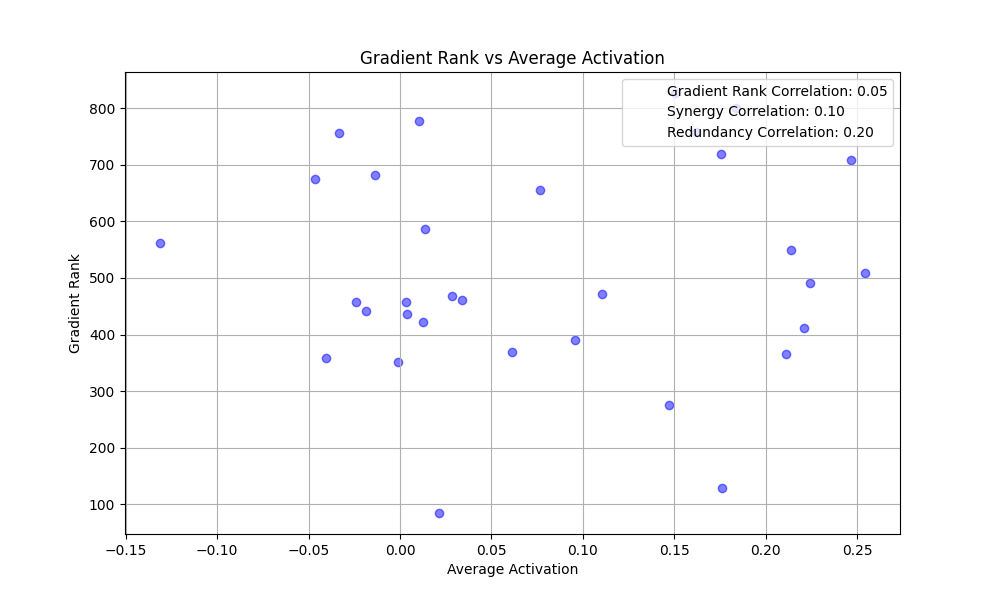 Gradient Rank vs Average Activation
Gradient Rank Correlation: 0.05
Synergy Correlation: 0.10
Redundancy Correlation: 0.20
800
700
600
500
400
300
200
100
Gradient Rank
−0.15 −0.10 −0.05 0.00 0.05 0.10 0.15 0.20 0.25
Average Activation